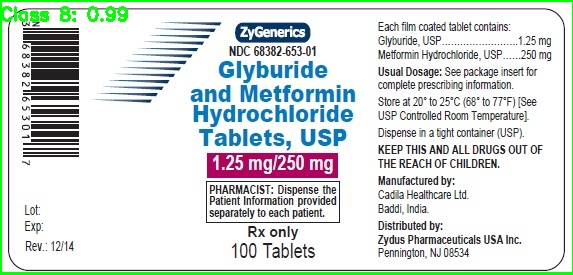 Class 8: 0.99
3 68382 65301 7
Lot:
Exp:
Rev.: 12/14
ZyGenerics
NDC 68382-653-01
Glyburide
and Metformin
Hydrochloride
Tablets, USP
1.25 mg/250 mg
PHARMACIST: Dispense the
Patient Information provided
separately to each patient.
Rx only
100 Tablets
Each film coated tablet contains:
Glyburide, USP..........................1.25 mg
Metformin Hydrochloride, USP......250 mg
Usual Dosage: See package insert for
complete prescribing information.
Store at 20° to 25°C (68° to 77°F) [See
USP Controlled Room Temperature].
Dispense in a tight container (USP).
KEEP THIS AND ALL DRUGS OUT OF
THE REACH OF CHILDREN.
Manufactured by:
Cadila Healthcare Ltd.
Baddi, India.
Distributed by:
Zydus Pharmaceuticals USA Inc.
Pennington, NJ 08534